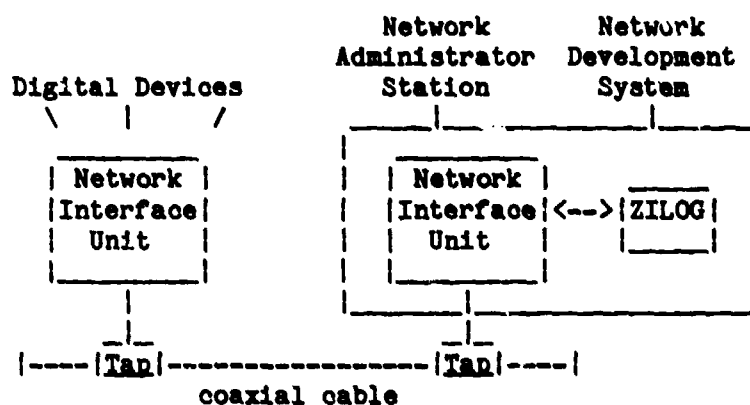 Network Network
Administrator Development
Digital Devices Station System
Network Network
Interface Interface <--> ZILOG
Unit Unit
Tap Tap
coaxial cable